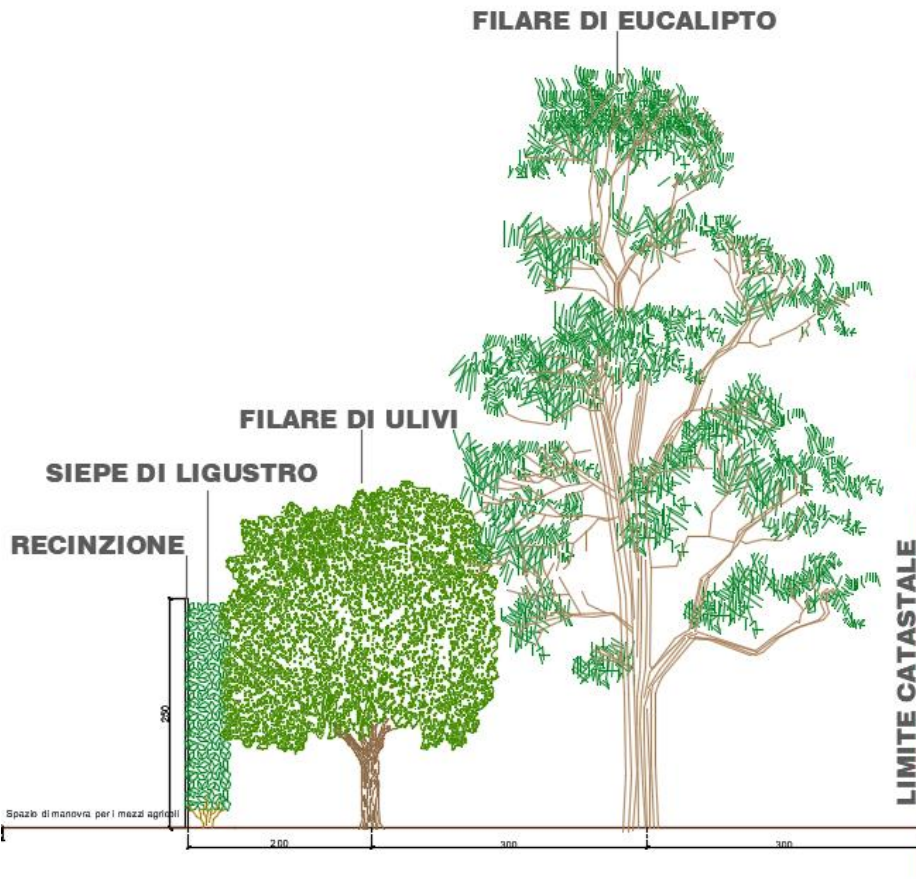 FILARE DI EUCALIPTO
FILARE DI ULIVI
SIEPE DI LIGUSTRO
RECINZIONE
LIMITE CATASTALE
250
Spazio di manovra per i mezzi agricoli
200
300
300